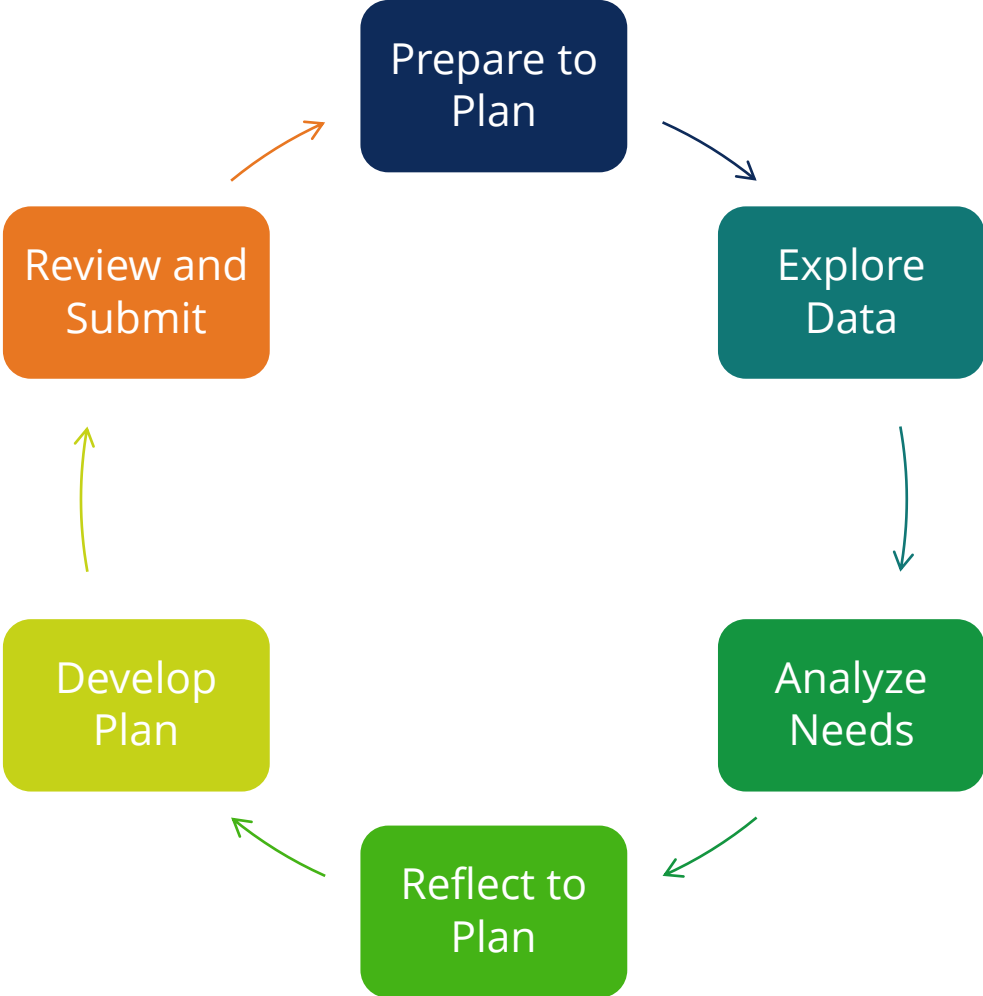 Prepare to
Plan
Explore
Data
Analyze
Needs
Reflect to
Plan
Develop
Plan
Review and
Submit